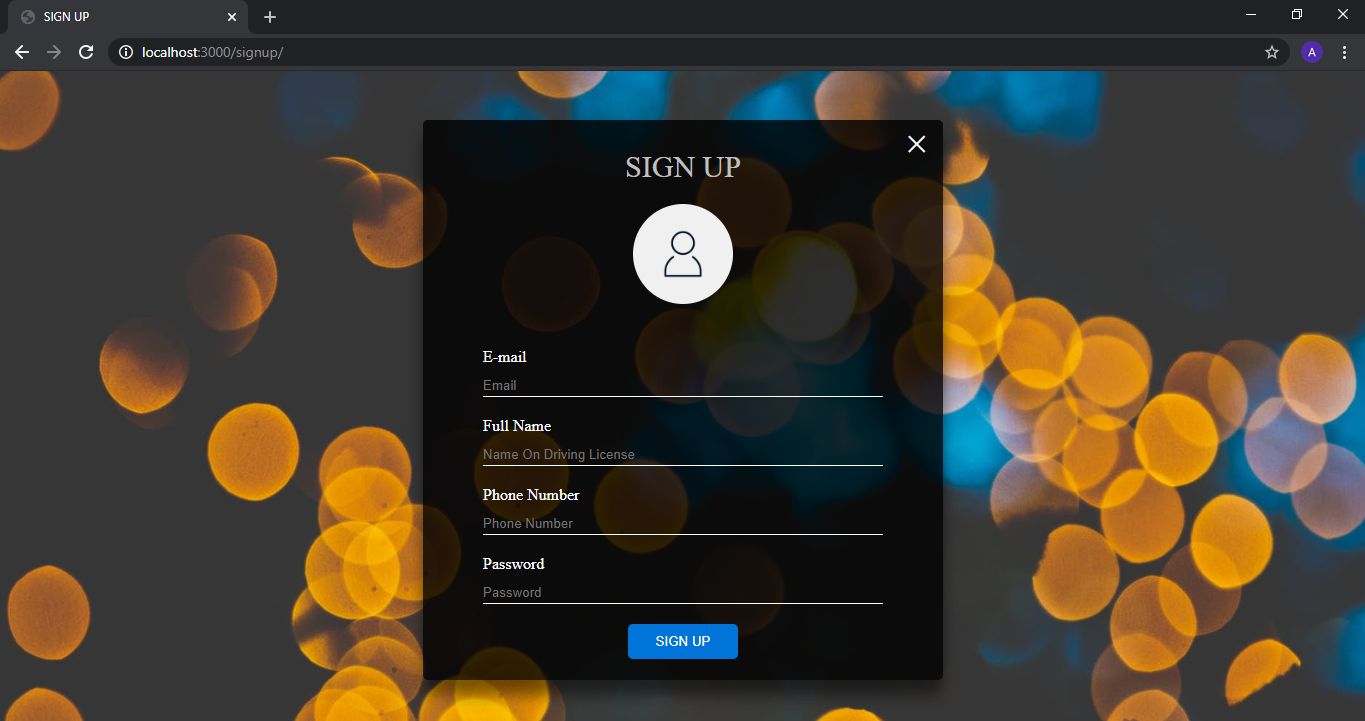 SIGN UP
localhost:3000/signup/
A
SIGN UP
E-mail
Email
Full Name
Name On Driving License
Phone Number
Phone Number
Password
Password
SIGN UP